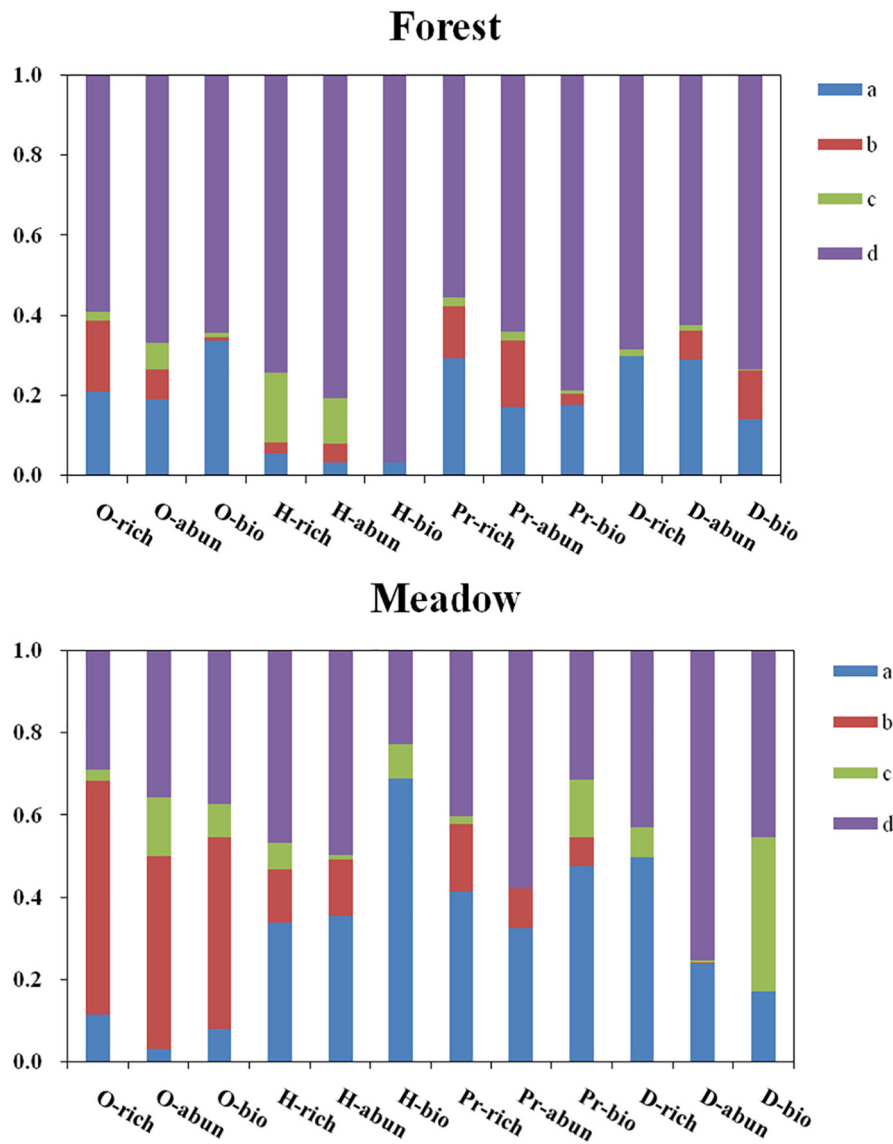 Forest
1.0
0.8
0.6
0.4
0.2
0.0
O-rich
O-abun
O-bio
H-rich
H-abun
H-bio
Pr-rich
Pr-abun
Pr-bio
D-rich
D-abun
D-bio
a
b
c
d
Meadow
1.0
0.8
0.6
0.4
0.2
0.0
O-rich
O-abun
O-bio
H-rich
H-abun
H-bio
Pr-rich
Pr-abun
Pr-bio
D-rich
D-abun
D-bio
a
b
c
d